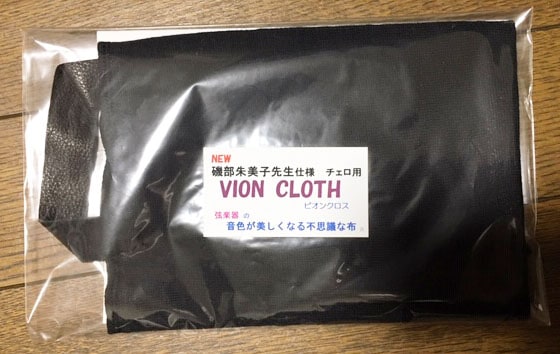 NEW
磯部朱美子先生仕様 チェロ用
VION CLOTH
ビオンクロス
弦楽器 の
音色が美しくなる不思議な布